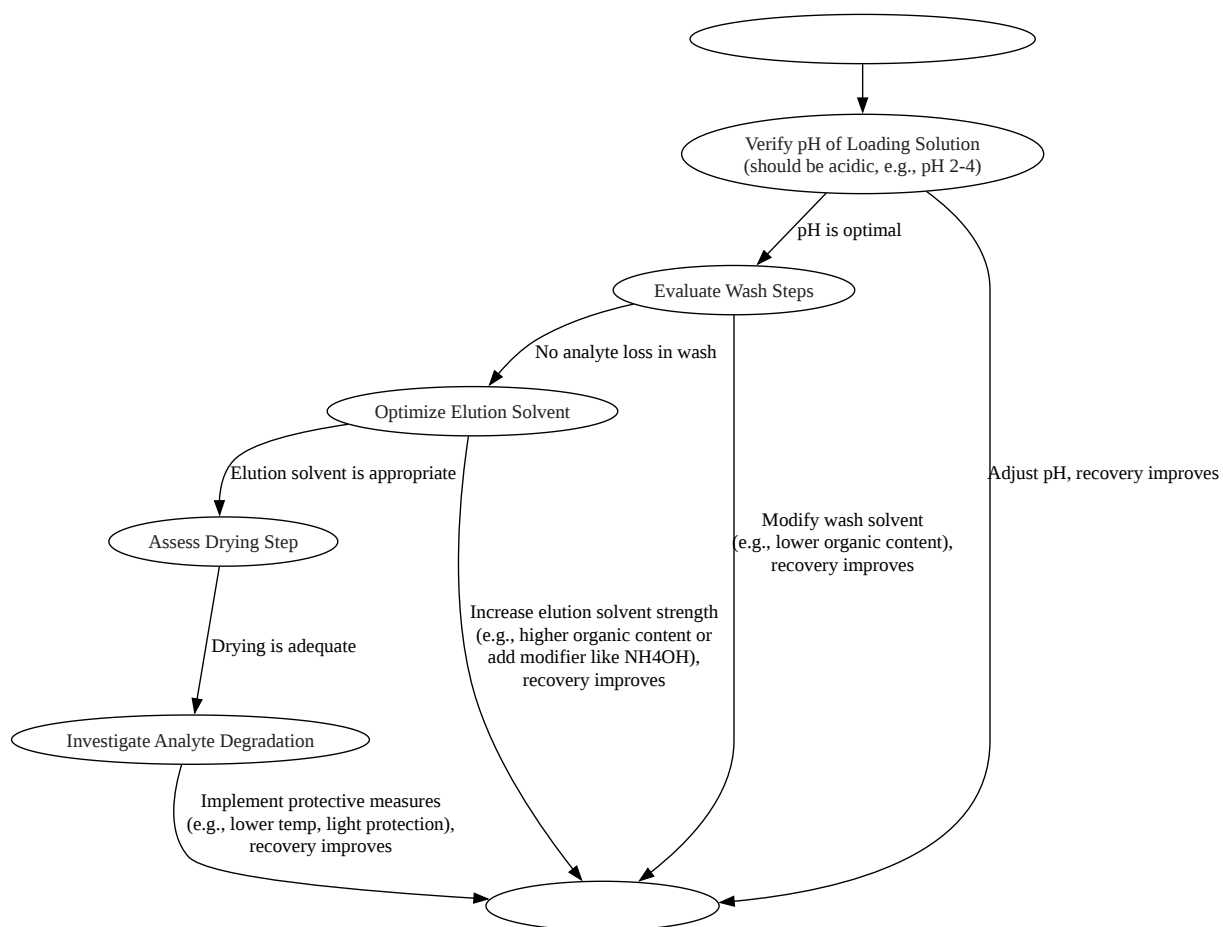 Verify pH of Loading Solution
(should be acidic, e.g., pH 2-4)
pH is optimal
Evaluate Wash Steps
No analyte loss in wash
Optimize Elution Solvent
Elution solvent is appropriate
Adjust pH, recovery improves
Modify wash solvent
(e.g., lower organic content),
recovery improves
Assess Drying Step
Increase elution solvent strength
(e.g., higher organic content or
add modifier like NH4OH),
recovery improves
Drying is adequate
Investigate Analyte Degradation
Implement protective measures
(e.g., lower temp, light protection),
recovery improves